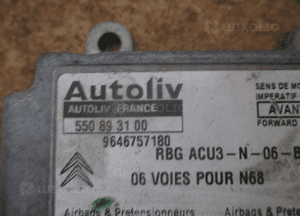 Autoliv
AUTOLIV FRANCE
550 89 31 00
9646757180
SENS DE MO
IMPERATIF
AVAN
FORWARD
RBG ACU3-N-06-B
06 VOIES POUR N68
Airbags & Pretensionneurs
Airbags & P